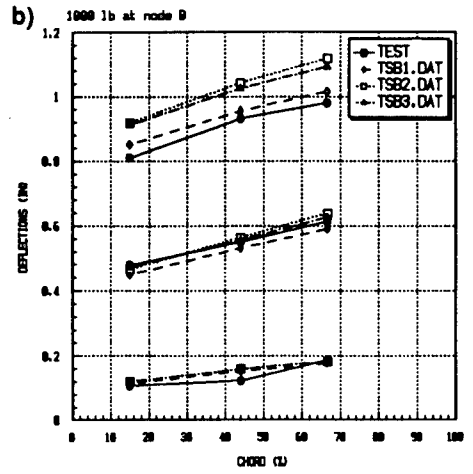 b)
1000 lb at node 9
1.2
1
0.8
0.6
0.4
0.2
0
DEFLECTIONS (IN)
TEST
TSB1.DAT
TSB2.DAT
TSB3.DAT
0 10 20 30 40 50 60 70 80 90 100
CHORD (%)